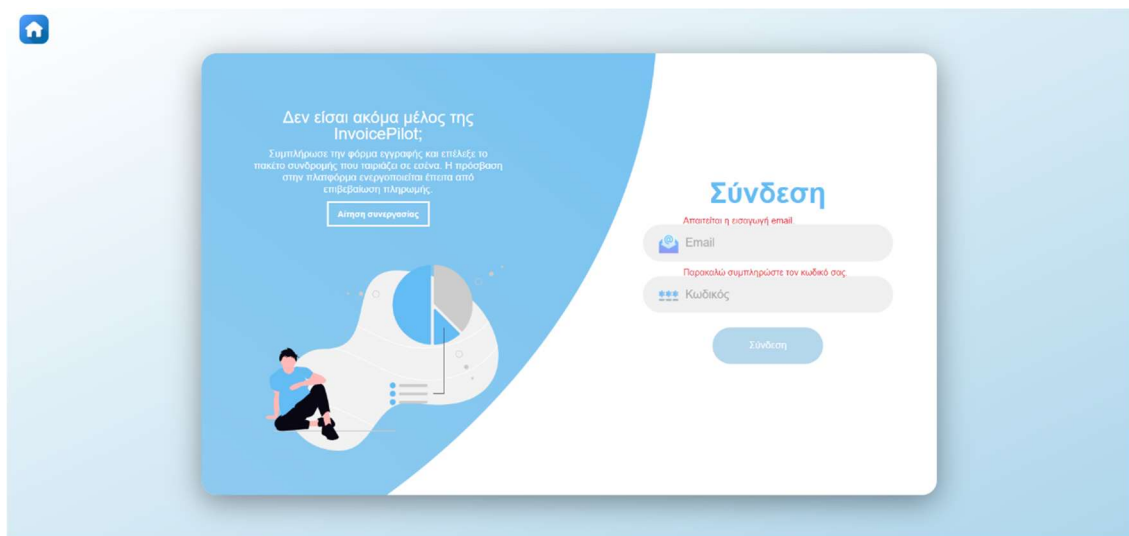 Δεν είσαι ακόμα μέλος της
InvoicePilot;
Συμπλήρωσε την φόρμα εγγραφής και επέλεξε το
πακέτο συνδρομής που ταιριάζει σε εσένα. Η πρόσβαση
στην πλατφόρμα ενεργοποιείται έπειτα από
επιβεβαίωση πληρωμής.
Αίτηση συνεργασίας
Σύνδεση
Απαιτείται η εισαγωγή email.
Email
Παρακαλώ συμπληρώστε τον κωδικό σας.
Κωδικός
Σύνδεση